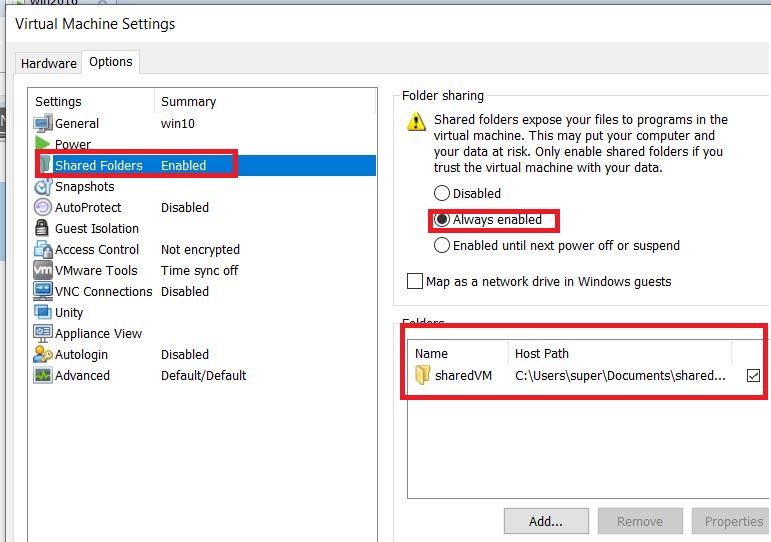 win2016
Virtual Machine Settings
Hardware
Options
Settings Summary
General win10
Power
Shared Folders Enabled
Snapshots
AutoProtect Disabled
Guest Isolation
Access Control Not encrypted
vm VMware Tools Time sync off
VNC Connections Disabled
Unity
Appliance View
Autologin Disabled
Advanced Default/Default
Folder sharing
Shared folders expose your files to programs in the
virtual machine. This may put your computer and
your data at risk. Only enable shared folders if you
trust the virtual machine with your data.
Disabled
Always enabled
Enabled until next power off or suspend
Map as a network drive in Windows guests
Folders
Name Host Path
sharedVM C:\Users\super\Documents\shared...
Add...
Remove
Properties